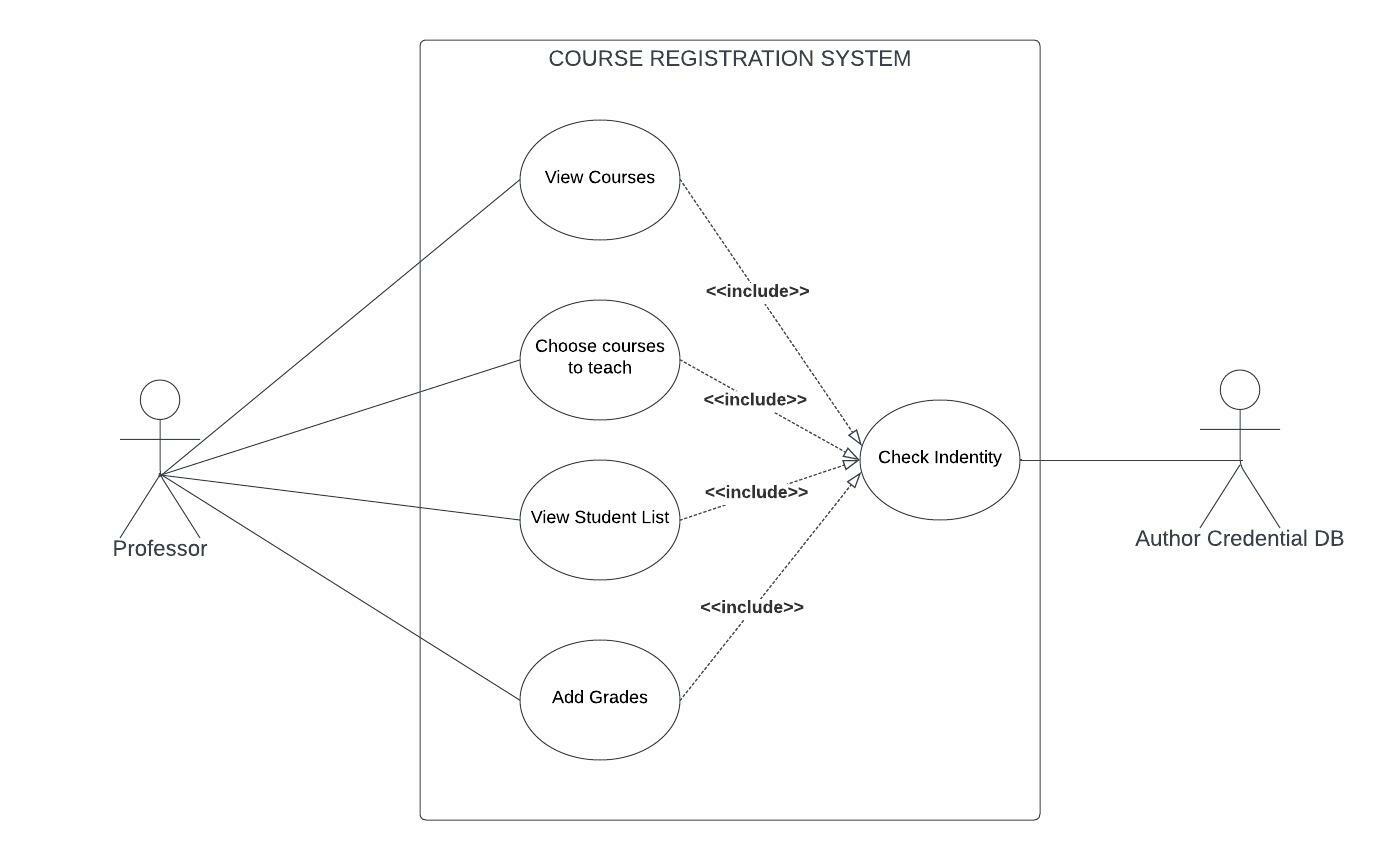 COURSE REGISTRATION SYSTEM
View Courses
<<include>>
Choose courses
to teach
<<include>>
Check Indentity
<<include>>
View Student List
Professor
Author Credential DB
<<include>>
Add Grades